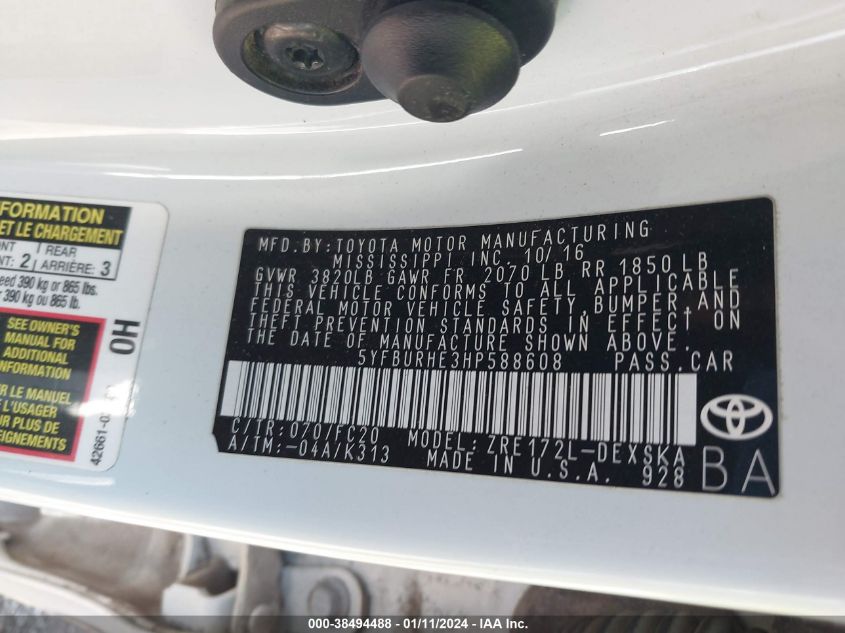 FORMATION
ET LE CHARGEMENT
REAR
2
ARRIÈRE: 3
390 kg or 865 lbs.
390 kg ou 865 lb.
SEE OWNER'S
MANUAL FOR
ADDITIONAL
INFORMATION
LE MANUEL
L'USAGER
PLUS DE
OH
MFD. BY: TOYOTA MOTOR MANUFACTURING
MISSISSIPPI INC. 10/16
GVWR 3820LB GAWR FR 2070 LB RR 1850 LB
THIS VEHICLE CONFORMS TO ALL APPLICABLE
FEDERAL MOTOR VEHICLE SAFETY, BUMPER, AND
THEFT PREVENTION STANDARDS IN EFFECT ON
THE DATE OF MANUFACTURE SHOWN ABOVE.
5YFBURHE3HP588608 PASS. CAR
C/TR: 070/FC20 MODEL: ZRE172L-DEXSKA
A/TM: -04A/K313 MADE IN U.S.A. 928
BA
000-38494488 - 01/11/2024 - IAA Inc.